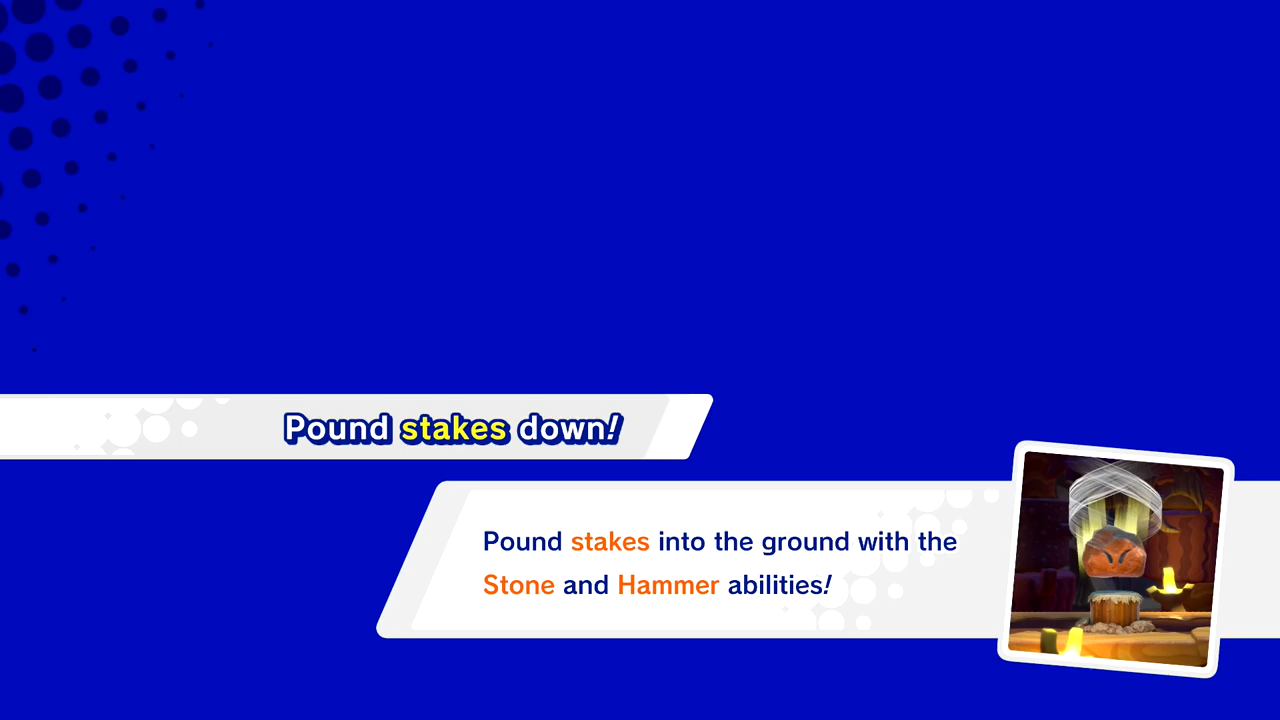 Pound stakes down!
Pound stakes into the ground with the
Stone and Hammer abilities!